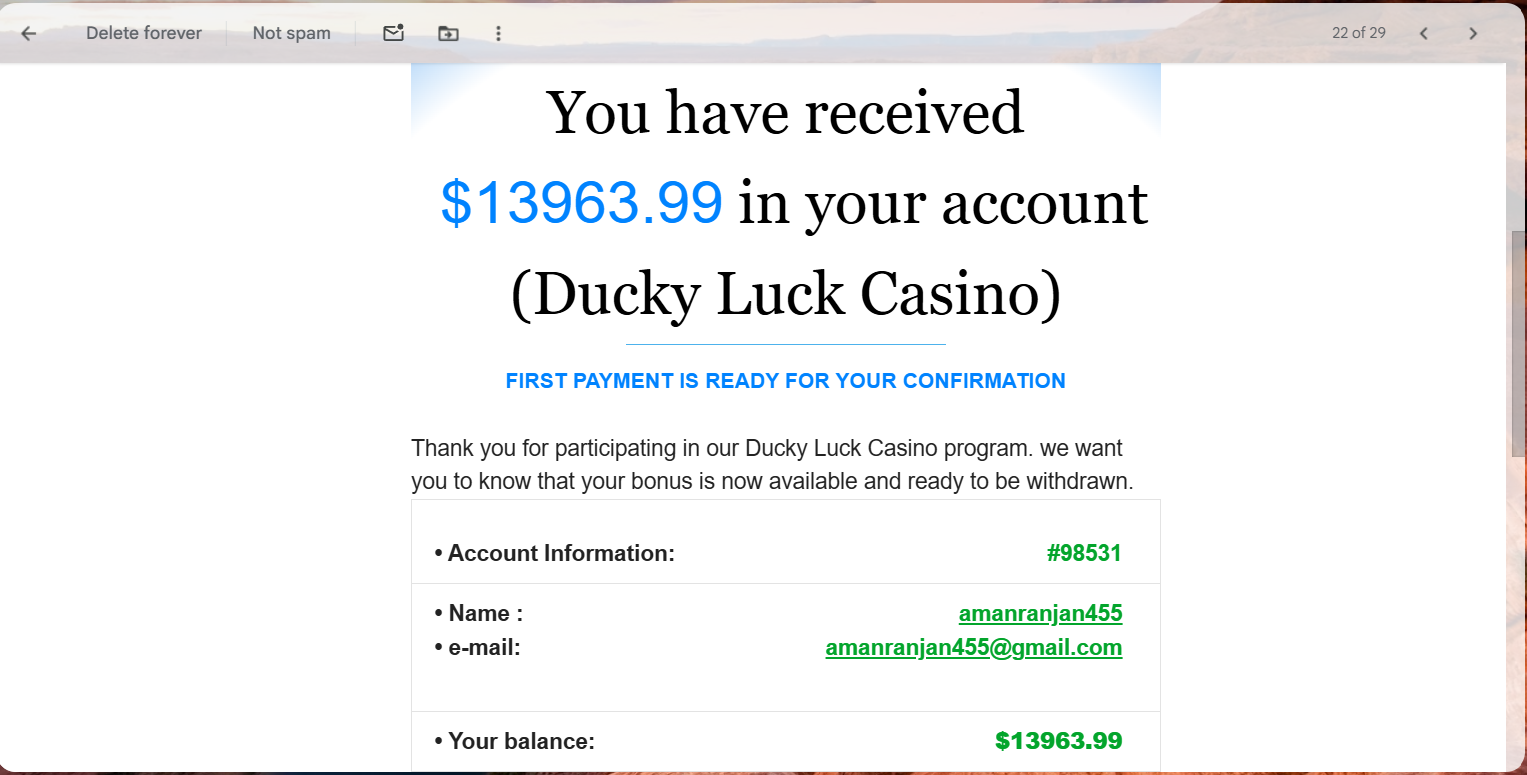 Delete forever
Not spam
22 of 29
You have received
$13963.99 in your account
(Ducky Luck Casino)
FIRST PAYMENT IS READY FOR YOUR CONFIRMATION
Thank you for participating in our Ducky Luck Casino program. we want
you to know that your bonus is now available and ready to be withdrawn.
• Account Information: #98531
• Name : amanranjan455
• e-mail: amanranjan455@gmail.com
• Your balance: $13963.99